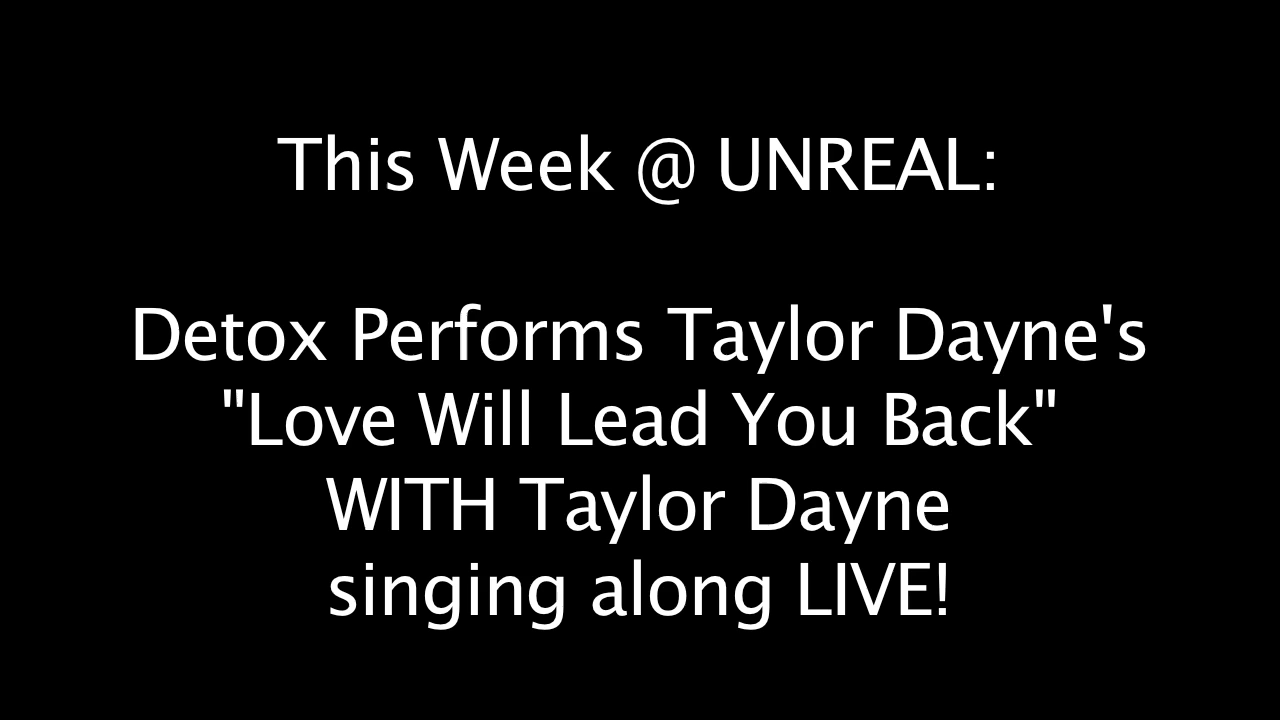 This Week @ UNREAL:
Detox Performs Taylor Dayne's
"Love Will Lead You Back"
WITH Taylor Dayne
singing along LIVE!